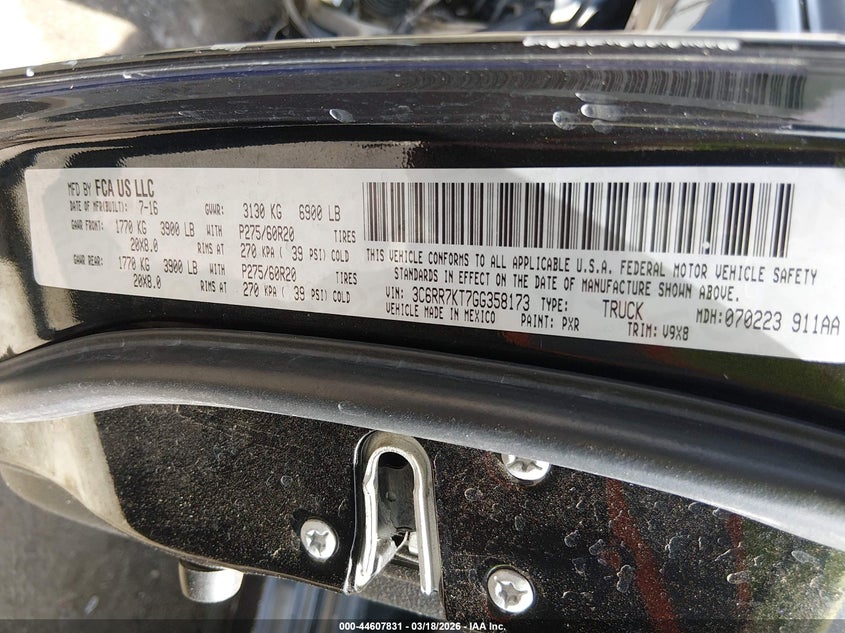 MFD BY FCA US LLC
DATE OF MFR(BUILT): 7-16 GVWR: 3130 KG 6900 LB
GAWR FRONT: 1770 KG 3900 LB WITH P275/60R20 TIRES
20X8.0 RIMS AT 270 KPA ( 39 PSI) COLD
GAWR REAR: 1770 KG 3900 LB WITH P275/60R20 TIRES
20X8.0 RIMS AT 270 KPA ( 39 PSI) COLD
THIS VEHICLE CONFORMS TO ALL APPLICABLE U.S.A. FEDERAL MOTOR VEHICLE SAFETY
STANDARDS IN EFFECT ON THE DATE OF MANUFACTURE SHOWN ABOVE.
VIN: 3C6RR7KT7GG358173 TYPE: TRUCK MDH:070223 911AA
VEHICLE MADE IN MEXICO PAINT: PXR TRIM: V9X8
000-44607831 - 03/18/2026 - IAA Inc.